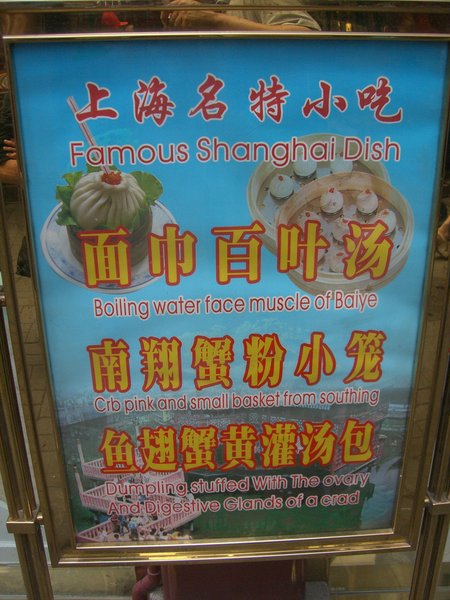 上海名特小吃
Famous Shanghai Dish
面巾百叶汤
Boiling water face muscle of Baiye
南翔蟹粉小笼
Crb pink and small basket from southing
鱼翅蟹黄灌汤包
Dumpling stuffed With The ovary
And Digestive Glands of a crad